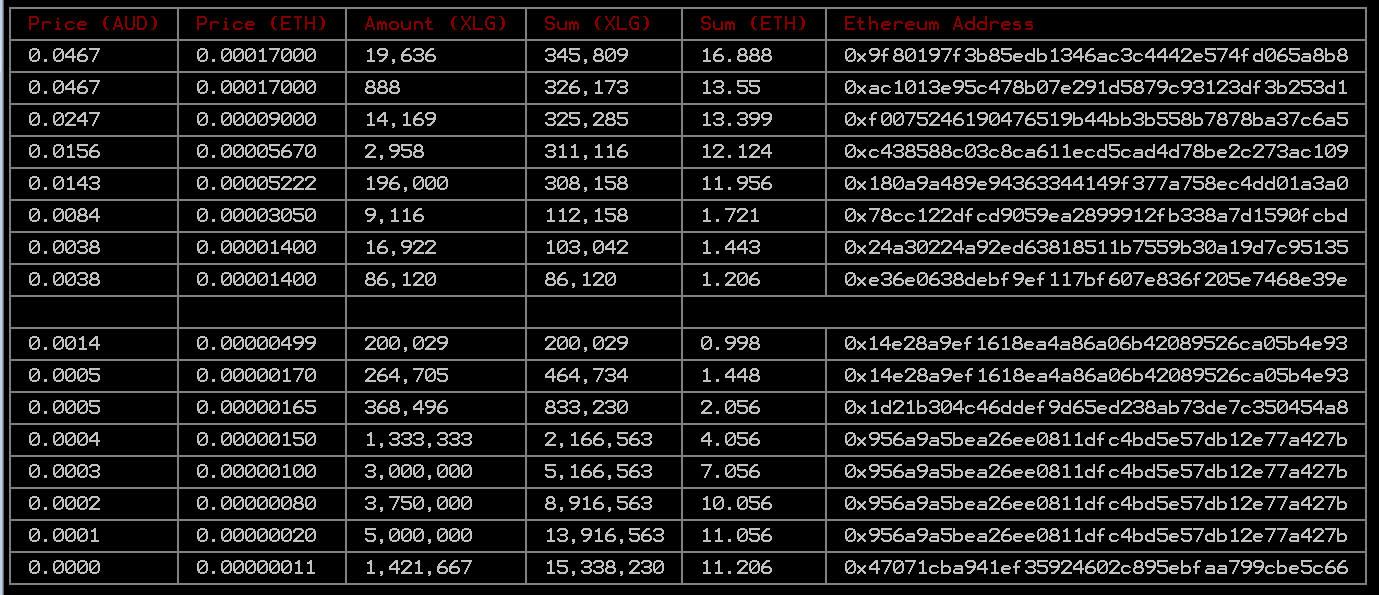 Price (AUD) Price (ETH) Amount (XLG) Sum (XLG) Sum (ETH) Ethereum Address
0.0467 0.00017000 19,636 345,809 16.888 0x9f80197f3b85edb1346ac3c4442e574fd065a8b8
0.0467 0.00017000 888 326,173 13.55 0xac1013e95c478b07e291d5879c93123df3b253d1
0.0247 0.00009000 14,169 325,285 13.399 0xf0075246190476519b44bb3b558b7878ba37c6a5
0.0156 0.00005670 2,958 311,116 12.124 0xc438588c03c8ca611ecd5cad4d78be2c273ac109
0.0143 0.00005222 196,000 308,158 11.956 0x180a9a489e94363344149f377a758ec4dd01a3a0
0.0084 0.00003050 9,116 112,158 1.721 0x78cc122dfcd9059ea2899912fb338a7d1590fcbd
0.0038 0.00001400 16,922 103,042 1.443 0x24a30224a92ed63818511b7559b30a19d7c95135
0.0038 0.00001400 86,120 86,120 1.206 0xe36e0638debf9ef117bf607e836f205e7468e39e
0.0014 0.00000499 200,029 200,029 0.998 0x14e28a9ef1618ea4a86a06b42089526ca05b4e93
0.0005 0.00000170 264,705 464,734 1.448 0x14e28a9ef1618ea4a86a06b42089526ca05b4e93
0.0005 0.00000165 368,496 833,230 2.056 0x1d21b304c46ddef9d65ed238ab73de7c350454a8
0.0004 0.00000150 1,333,333 2,166,563 4.056 0x956a9a5bea26ee0811dfc4bd5e57db12e77a427b
0.0003 0.00000100 3,000,000 5,166,563 7.056 0x956a9a5bea26ee0811dfc4bd5e57db12e77a427b
0.0002 0.00000080 3,750,000 8,916,563 10.056 0x956a9a5bea26ee0811dfc4bd5e57db12e77a427b
0.0001 0.00000020 5,000,000 13,916,563 11.056 0x956a9a5bea26ee0811dfc4bd5e57db12e77a427b
0.0000 0.00000011 1,421,667 15,338,230 11.206 0x47071cba941ef35924602c895ebfaa799cbe5c66